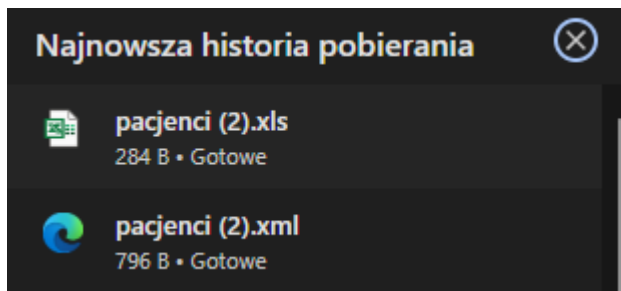 Najnowsza historia pobierania
pacjenci (2).xls
284 B • Gotowe
pacjenci (2).xml
796 B • Gotowe